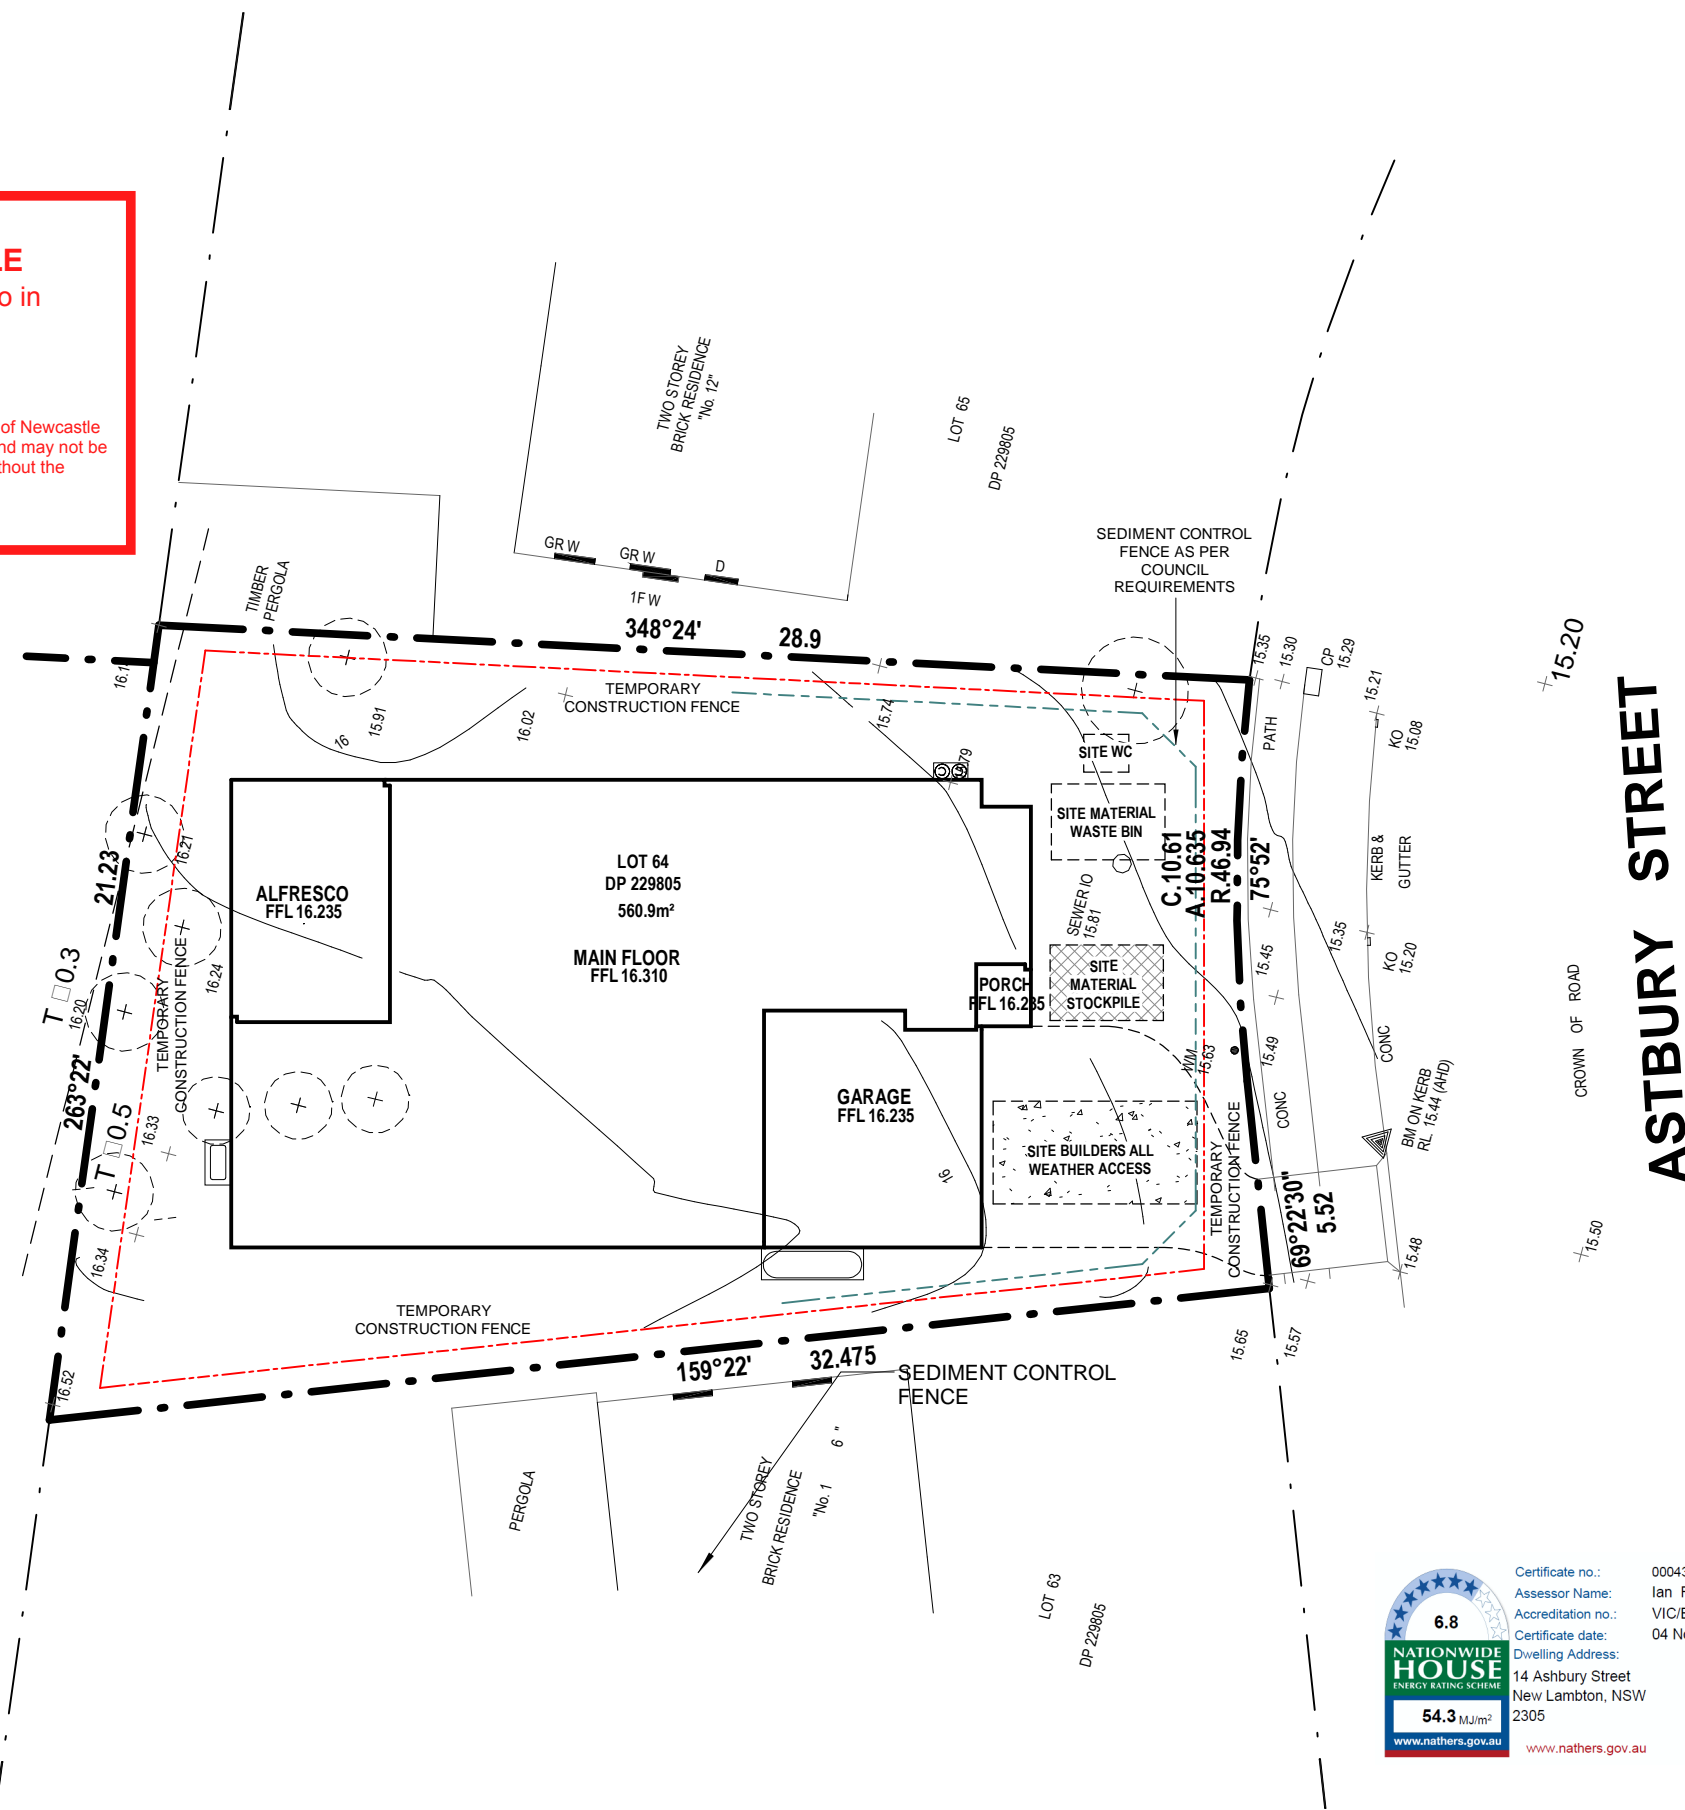 o in
of Newcastle
nd may not be
thout the
TWO STOREY
BRICK RESIDENCE
"No. 12"
LOT 65
DP 229805
GR W
GR W
D
1F W
TIMBER
PERGOLA
SEDIMENT CONTROL
FENCE AS PER
COUNCIL
REQUIREMENTS
348°24'
28.9
TEMPORARY
CONSTRUCTION FENCE
16
15.91
16.02
15.74
SITE WC
SITE MATERIAL
WASTE BIN
SEWER IO
15.81
C.10.61
A.10.635
R.46.94
75°52'
15.35
15.30
CP
15.29
15.21
KO
15.08
15.20
PATH
KERB &
GUTTER
15.35
KO
15.20
15.45
15.49
CONC
CONC
CROWN OF ROAD
ASTBURY STREET
BM ON KERB
RL. 15.44 (AHD)
15.50
15.48
21.23
263°22'
T 0.3
16.20
T 0.5
16.33
16.34
16.52
16.21
16.24
TEMPORARY
CONSTRUCTION FENCE
ALFRESCO
FFL 16.235
LOT 64
DP 229805
560.9m²
MAIN FLOOR
FFL 16.310
PORCH
FFL 16.235
SITE
MATERIAL
STOCKPILE
GARAGE
FFL 16.235
16
SITE BUILDERS ALL
WEATHER ACCESS
WM
15.63
TEMPORARY
CONSTRUCTION FENCE
69°22'30"
5.52
15.65
15.57
TEMPORARY
CONSTRUCTION FENCE
159°22'
32.475
SEDIMENT CONTROL
FENCE
PERGOLA
TWO STOREY
BRICK RESIDENCE
"No. 1 6 "
LOT 63
DP 229805
6.8
NATIONWIDE
HOUSE
ENERGY RATING SCHEME
54.3 MJ/m²
www.nathers.gov.au
Certificate no.:
Assessor Name: Ian
Accreditation no.:
Certificate date:
Dwelling Address:
14 Ashbury Street
New Lambton, NSW
2305
www.nathers.gov.au